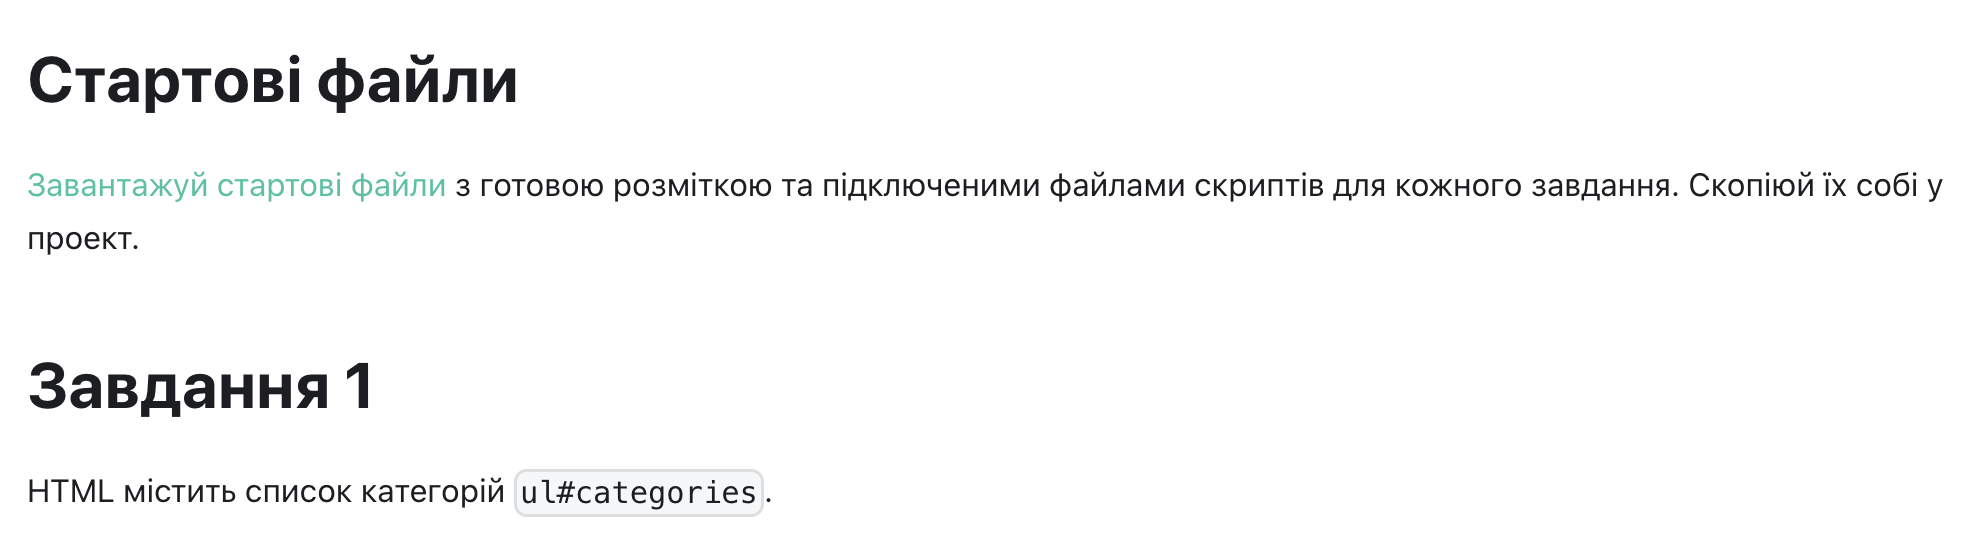 Стартові файли
Завантажуй стартові файли з готовою розміткою та підключеними файлами скриптів для кожного завдання. Скопіюй їх собі у
проект.
Завдання 1
HTML містить список категорій ul#categories.